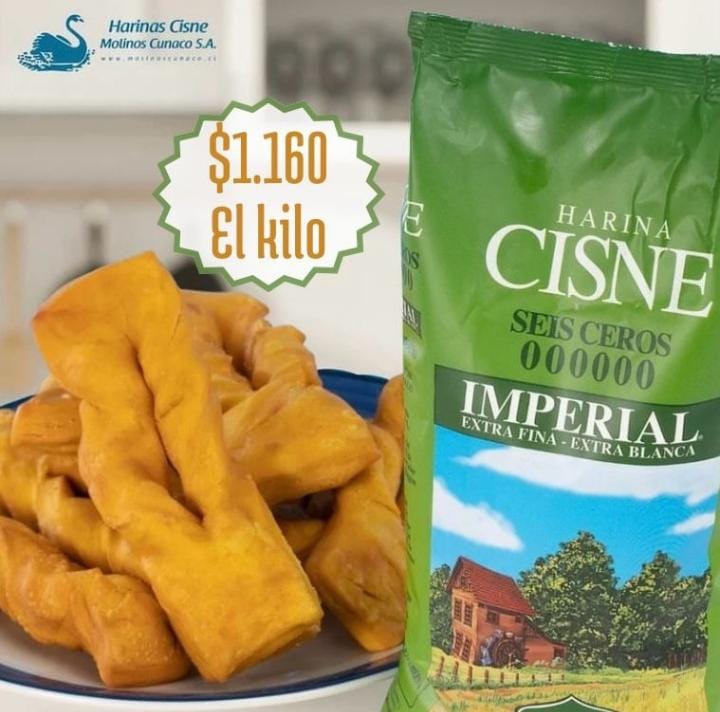 Harinas Cisne
Molinos Cunaco S.A.
www.molinoscunaco.cl
$1.160
El kilo
HARINA
CISNE
SEIS CEROS
000000
IMPERIAL
EXTRA FINA - EXTRA BLANCA